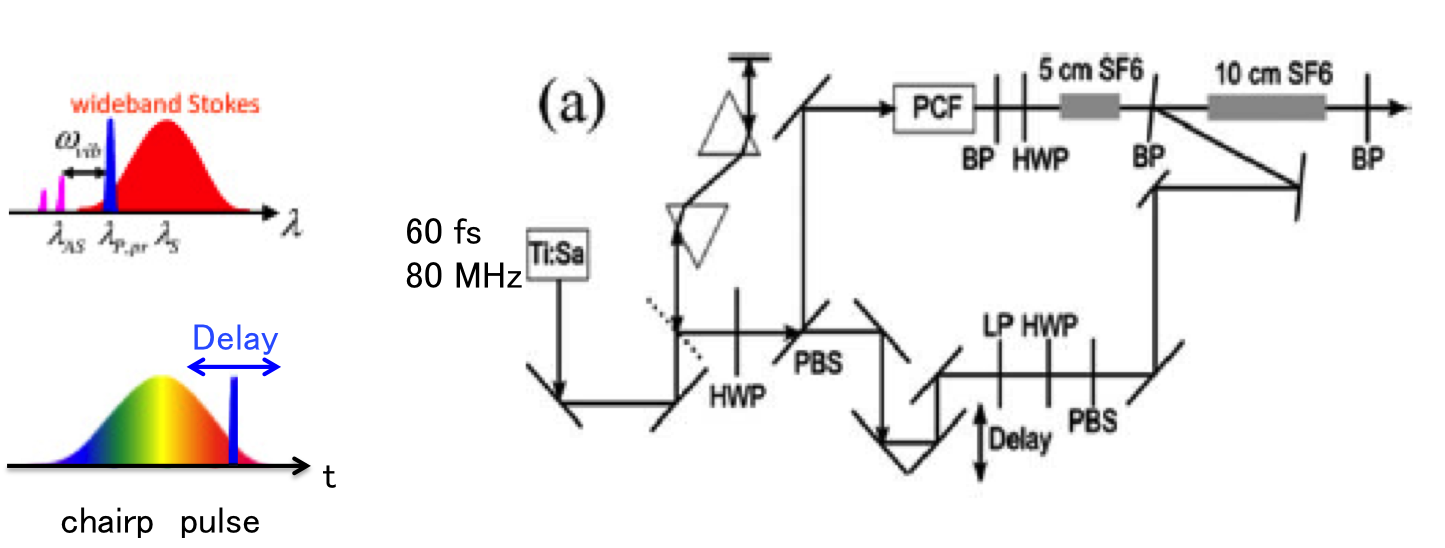 wideband Stokes
ω_vib
λ_AS λ_P,pr λ_S λ
Delay
t
chairp pulse
(a)
60 fs
80 MHz
Ti:Sa
HWP
PBS
PCF
BP
HWP
5 cm SF6
BP
10 cm SF6
BP
LP HWP
PBS
Delay